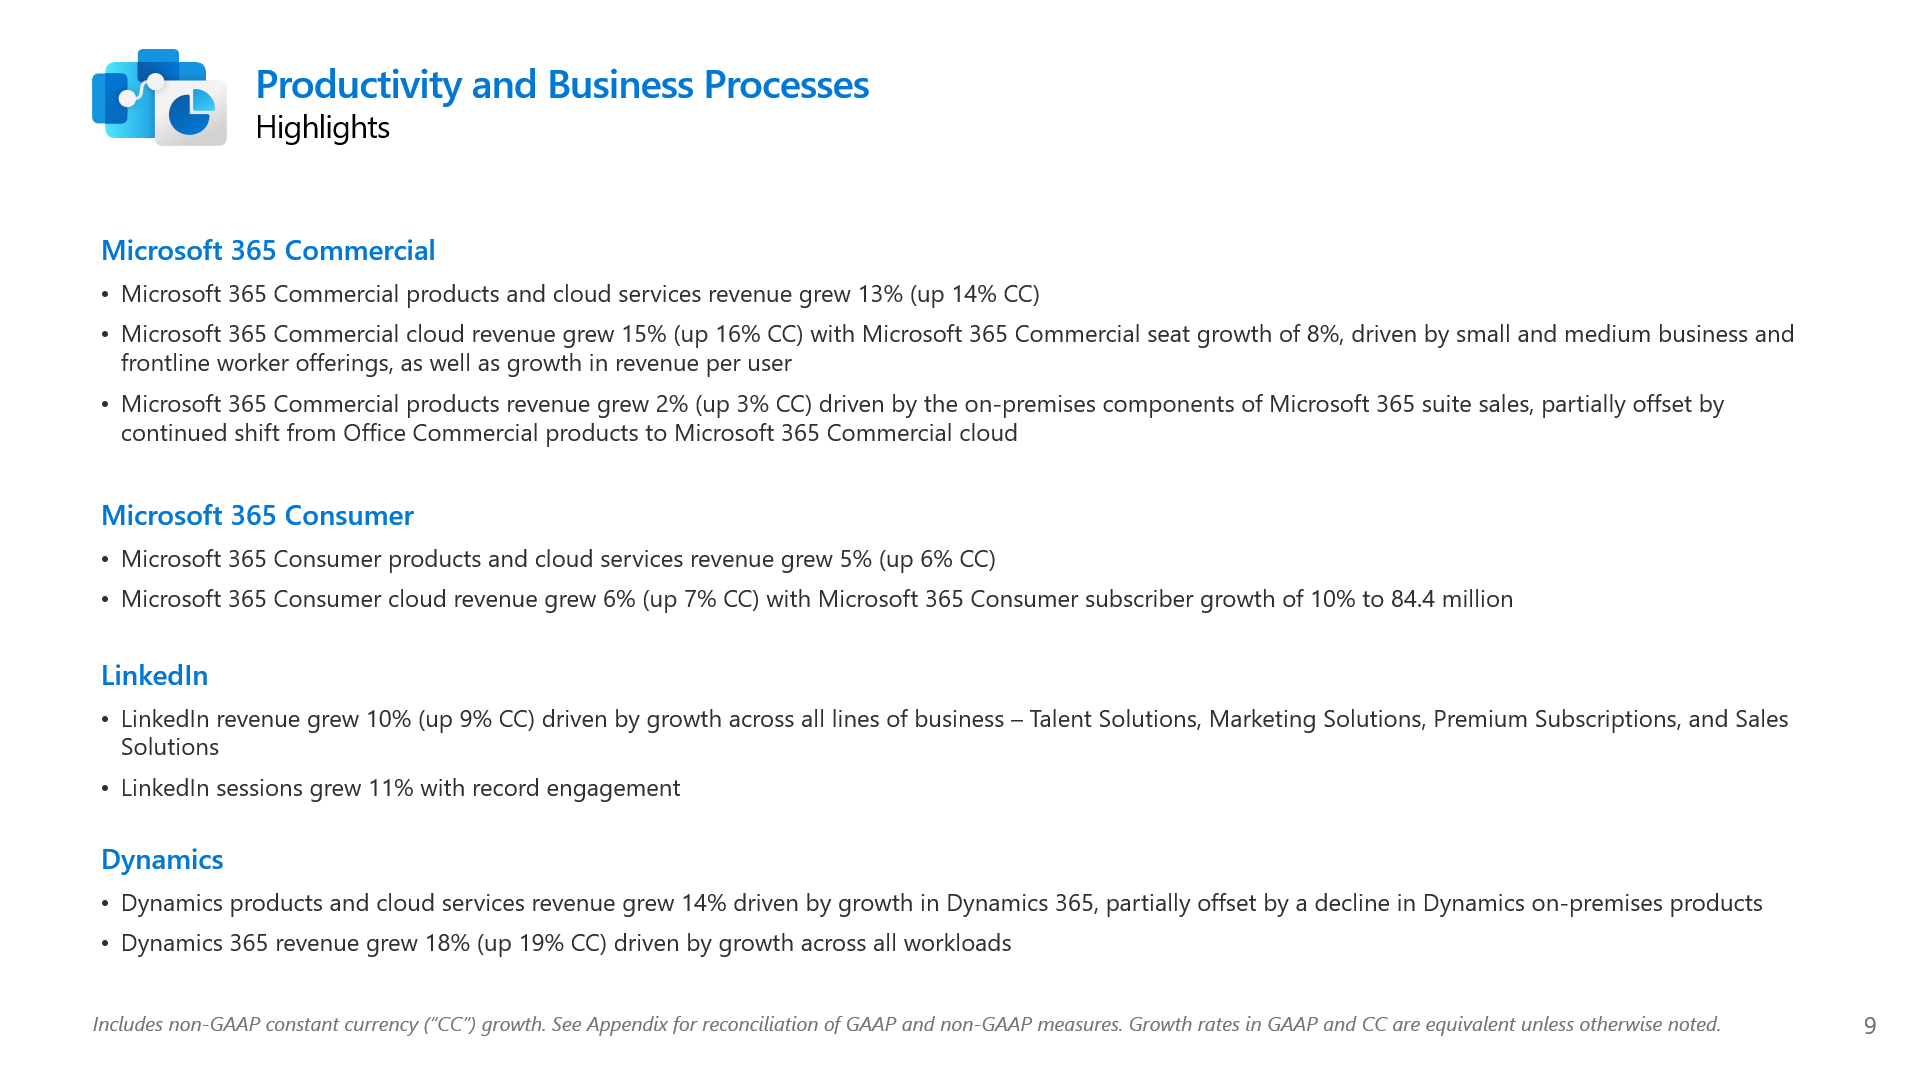 Productivity and Business Processes
Highlights
Microsoft 365 Commercial
• Microsoft 365 Commercial products and cloud services revenue grew 13% (up 14% CC)
• Microsoft 365 Commercial cloud revenue grew 15% (up 16% CC) with Microsoft 365 Commercial seat growth of 8%, driven by small and medium business and
frontline worker offerings, as well as growth in revenue per user
• Microsoft 365 Commercial products revenue grew 2% (up 3% CC) driven by the on-premises components of Microsoft 365 suite sales, partially offset by
continued shift from Office Commercial products to Microsoft 365 Commercial cloud
Microsoft 365 Consumer
• Microsoft 365 Consumer products and cloud services revenue grew 5% (up 6% CC)
• Microsoft 365 Consumer cloud revenue grew 6% (up 7% CC) with Microsoft 365 Consumer subscriber growth of 10% to 84.4 million
LinkedIn
• LinkedIn revenue grew 10% (up 9% CC) driven by growth across all lines of business – Talent Solutions, Marketing Solutions, Premium Subscriptions, and Sales
Solutions
• LinkedIn sessions grew 11% with record engagement
Dynamics
• Dynamics products and cloud services revenue grew 14% driven by growth in Dynamics 365, partially offset by a decline in Dynamics on-premises products
• Dynamics 365 revenue grew 18% (up 19% CC) driven by growth across all workloads
Includes non-GAAP constant currency (“CC”) growth. See Appendix for reconciliation of GAAP and non-GAAP measures. Growth rates in GAAP and CC are equivalent unless otherwise noted.
9